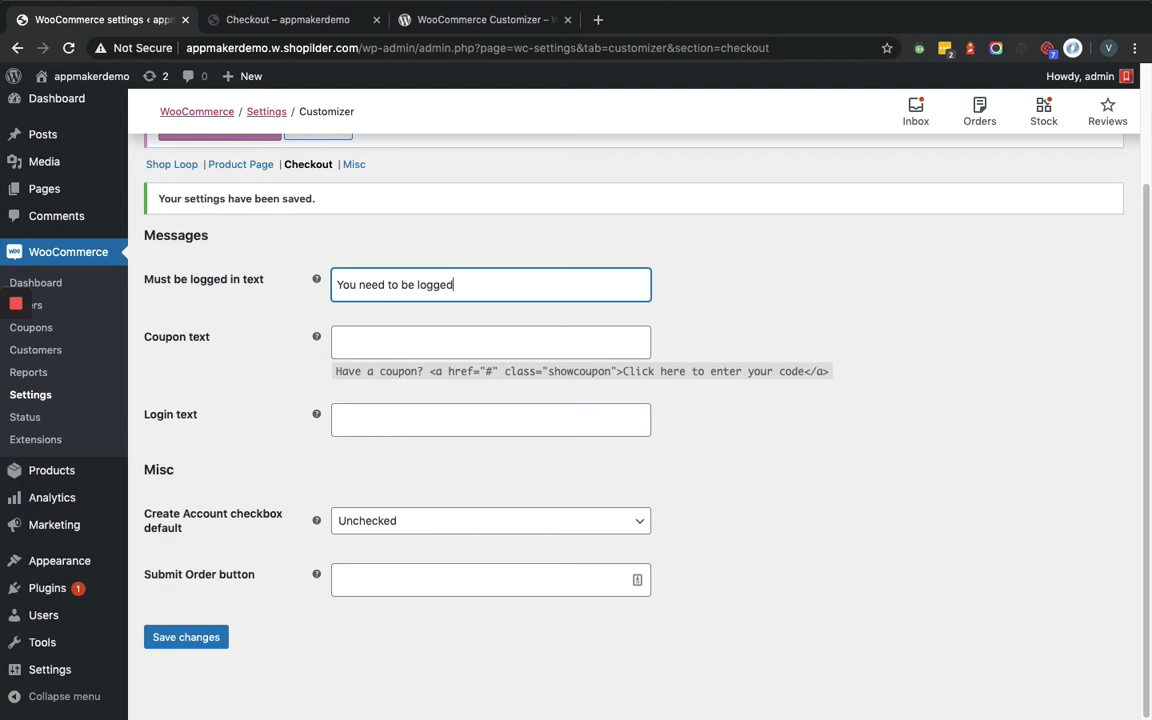 WooCommerce settings ‹ appm
Checkout – appmakerdemo
WooCommerce Customizer – W
Not Secure
appmakerdemo.w.shopilder.com/wp-admin/admin.php?page=wc-settings&tab=customizer&section=checkout
2
7
V
appmakerdemo
2
0
New
Howdy, admin
Dashboard
Posts
Media
Pages
Comments
WooCommerce
Dashboard
ers
Coupons
Customers
Reports
Settings
Status
Extensions
Products
Analytics
Marketing
Appearance
Plugins 1
Users
Tools
Settings
Collapse menu
WooCommerce / Settings / Customizer
Inbox
Orders
Stock
Reviews
Shop Loop | Product Page | Checkout | Misc
Your settings have been saved.
Messages
Must be logged in text
You need to be logged
Coupon text
Have a coupon? <a href="#" class="showcoupon">Click here to enter your code</a>
Login text
Misc
Create Account checkbox
default
Unchecked
Submit Order button
Save changes